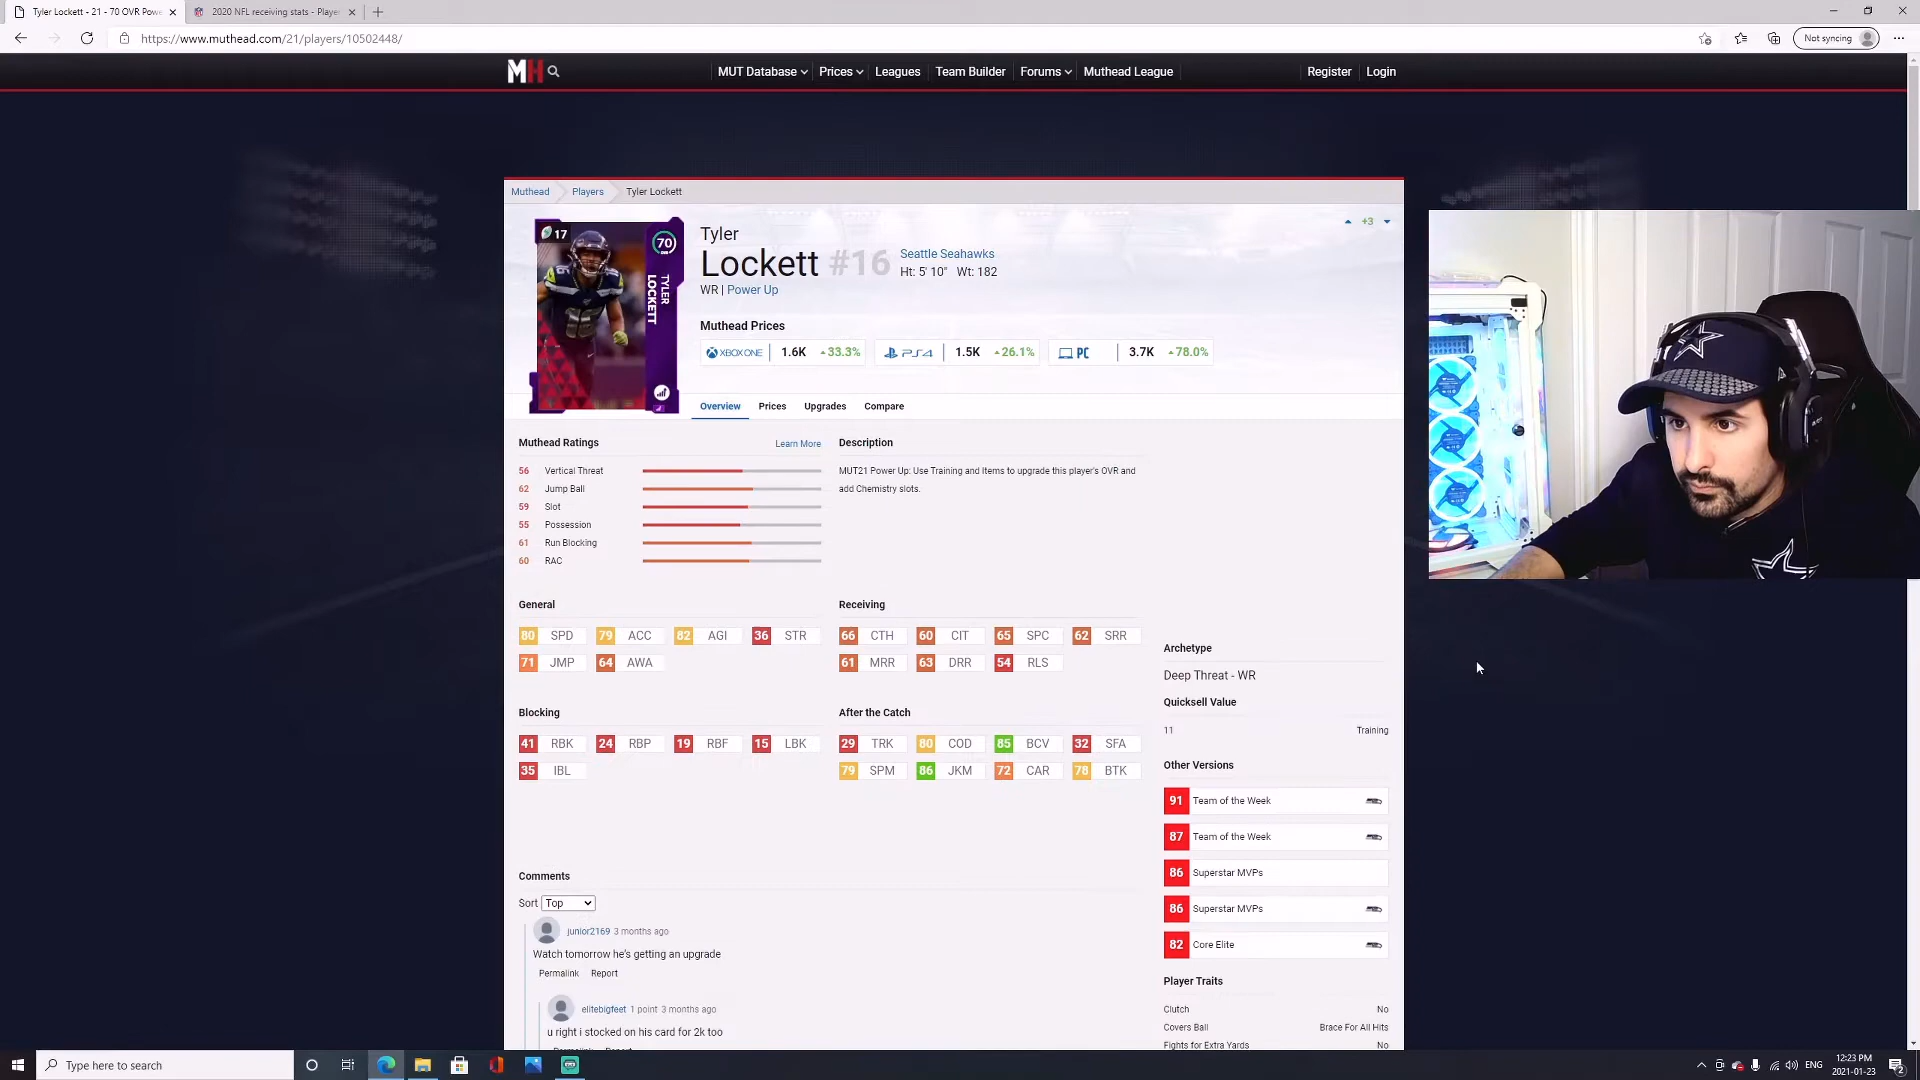 Tyler Lockett - 21 - 70 OVR Powe
2020 NFL receiving stats - Playe
https://www.muthead.com/21/players/10502448/
Not syncing
MH
MUT Database
Prices
Leagues
Team Builder
Forums
Muthead League
Register
Login
Muthead
Players
Tyler Lockett
17
70
TYLER
LOCKETT
Tyler
Lockett #16
Seattle Seahawks
Ht: 5' 10" Wt: 182
WR | Power Up
+3
Muthead Prices
XBOX ONE 1.6K 33.3%
PS4 1.5K 26.1%
PC 3.7K 78.0%
Overview
Prices
Upgrades
Compare
Muthead Ratings
Learn More
56 Vertical Threat
62 Jump Ball
59 Slot
55 Possession
61 Run Blocking
60 RAC
Description
MUT21 Power Up: Use Training and Items to upgrade this player's OVR and
add Chemistry slots.
General
80 SPD 79 ACC 82 AGI 36 STR
71 JMP 64 AWA
Receiving
66 CTH 60 CIT 65 SPC 62 SRR
61 MRR 63 DRR 54 RLS
Blocking
41 RBK 24 RBP 19 RBF 15 LBK
35 IBL
After the Catch
29 TRK 80 COD 85 BCV 32 SFA
79 SPM 86 JKM 72 CAR 78 BTK
Archetype
Deep Threat - WR
Quicksell Value
11 Training
Other Versions
91 Team of the Week
87 Team of the Week
86 Superstar MVPs
86 Superstar MVPs
82 Core Elite
Player Traits
Clutch No
Covers Ball Brace For All Hits
Fights for Extra Yards No
Comments
Sort Top
junior2169 3 months ago
Watch tomorrow he's getting an upgrade
Permalink Report
elitebigfeet 1 point 3 months ago
u right i stocked on his card for 2k too
Type here to search
ENG
12:23 PM
2021-01-23
2